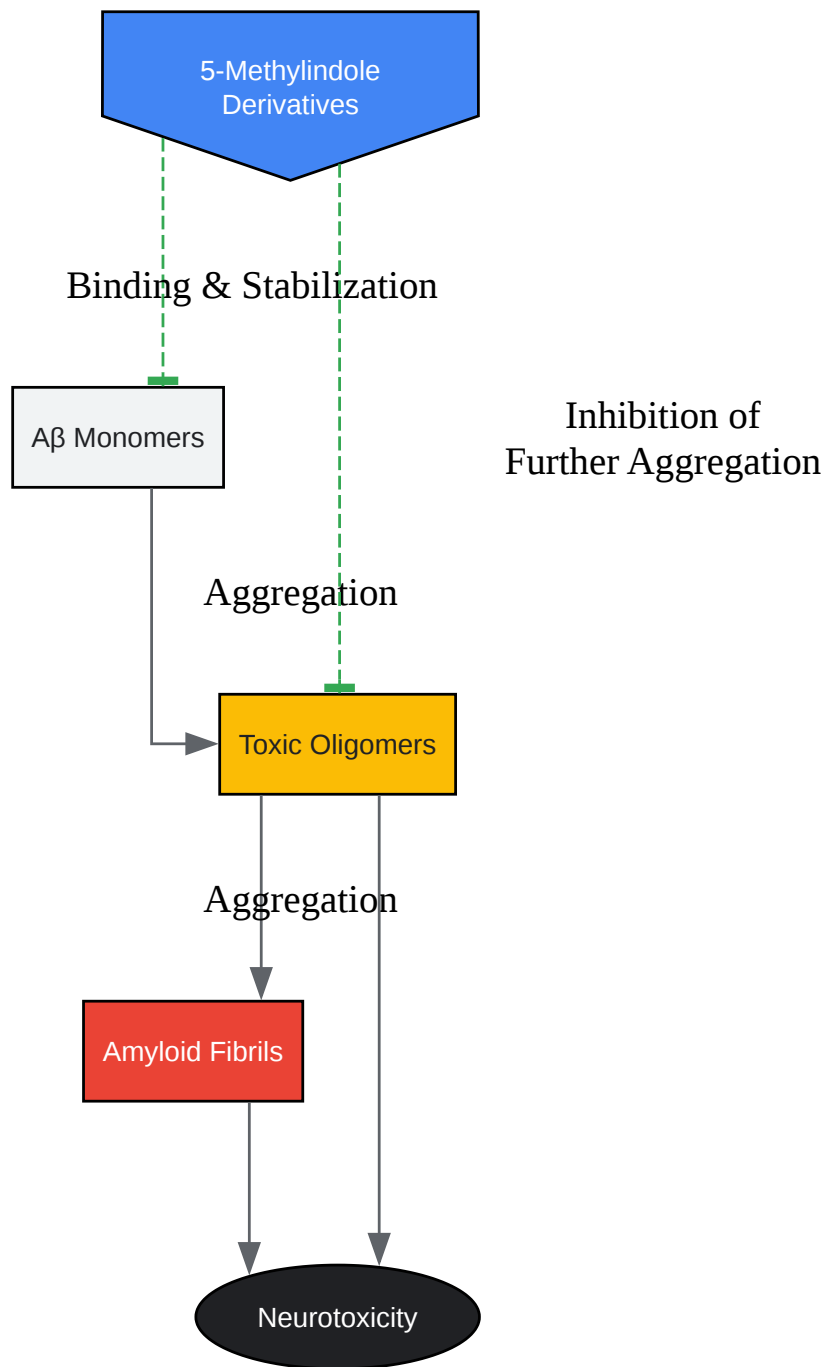 5-Methylindole
Derivatives
Binding & Stabilization
Aβ Monomers
Inhibition of
Further Aggregation
Aggregation
Toxic Oligomers
Aggregation
Amyloid Fibrils
Neurotoxicity